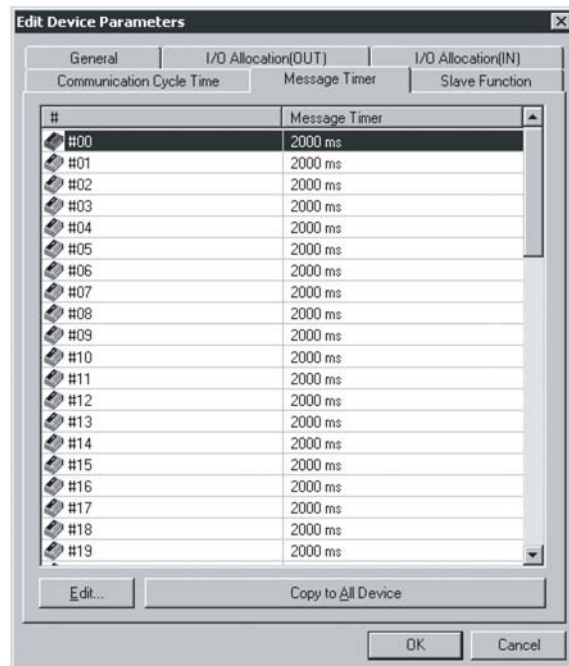 Edit Device Parameters
General I/O Allocation(OUT) I/O Allocation(IN)
Communication Cycle Time Message Timer Slave Function
# Message Timer
#00 2000 ms
#01 2000 ms
#02 2000 ms
#03 2000 ms
#04 2000 ms
#05 2000 ms
#06 2000 ms
#07 2000 ms
#08 2000 ms
#09 2000 ms
#10 2000 ms
#11 2000 ms
#12 2000 ms
#13 2000 ms
#14 2000 ms
#15 2000 ms
#16 2000 ms
#17 2000 ms
#18 2000 ms
#19 2000 ms
Edit... Copy to All Device
OK Cancel